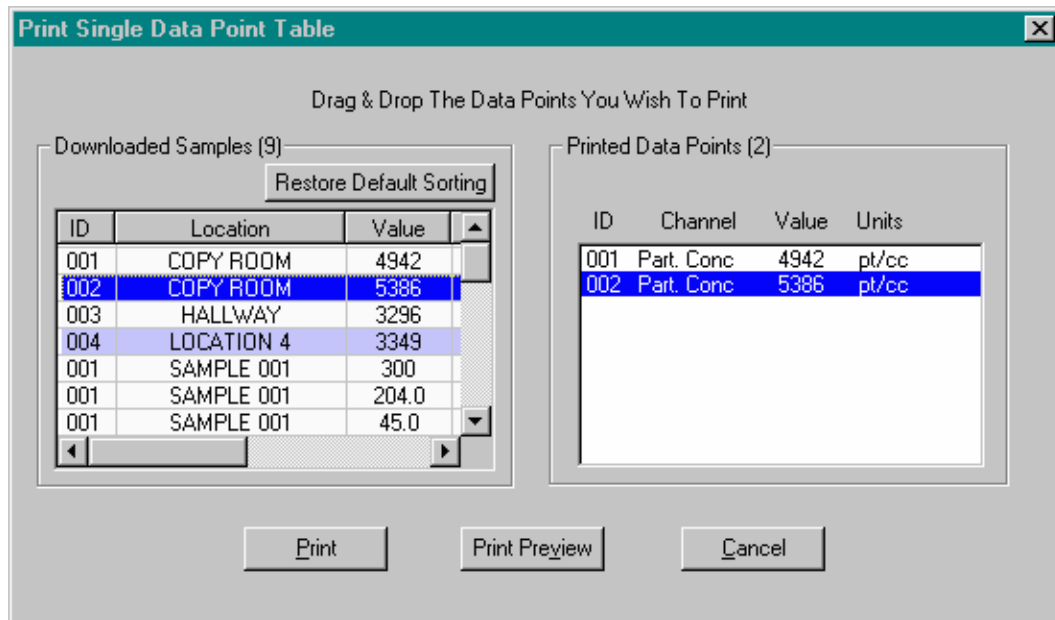 Print Single Data Point Table
Drag & Drop The Data Points You Wish To Print
Downloaded Samples (9)
Restore Default Sorting
ID Location Value
001 COPY ROOM 4942
002 COPY ROOM 5386
003 HALLWAY 3296
004 LOCATION 4 3349
001 SAMPLE 001 300
001 SAMPLE 001 204.0
001 SAMPLE 001 45.0
Printed Data Points (2)
ID Channel Value Units
001 Part. Conc 4942 pt/cc
002 Part. Conc 5386 pt/cc
Print
Print Preview
Cancel